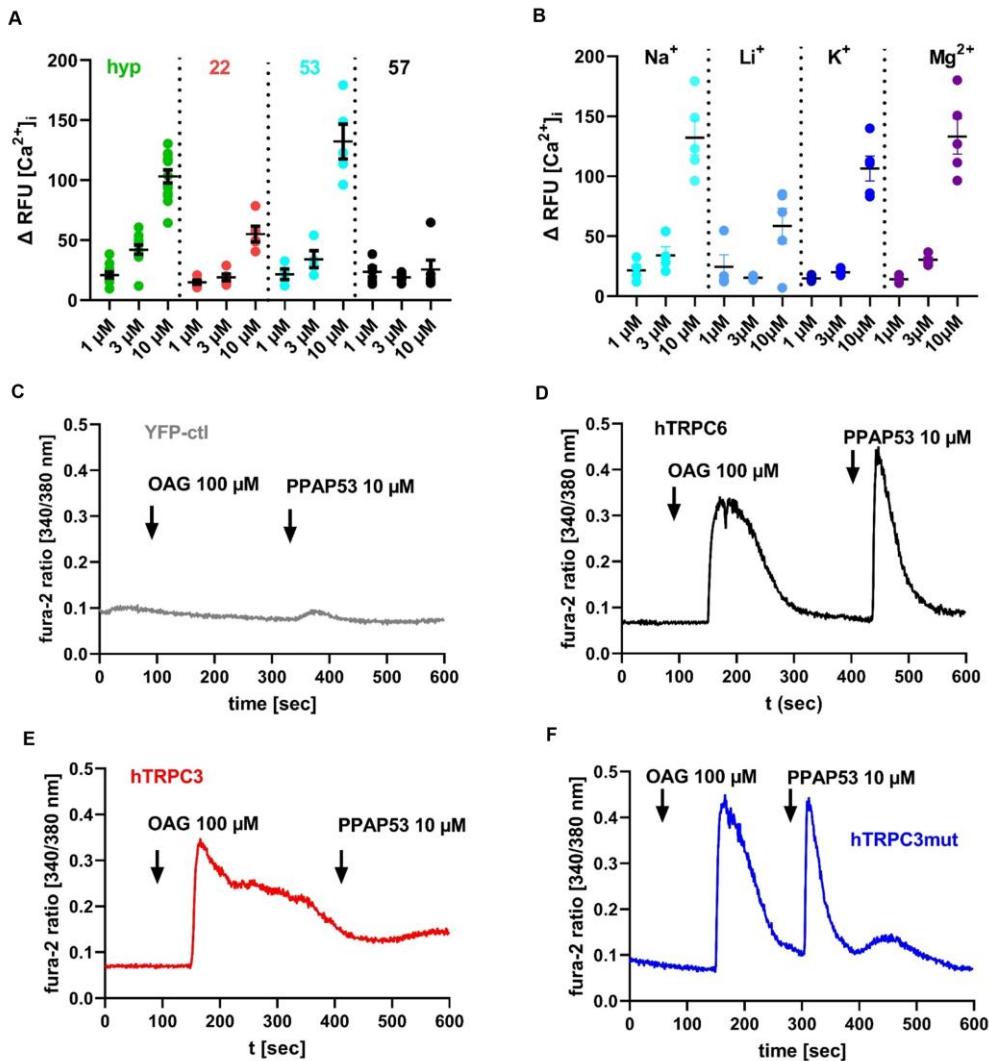 A
hyp 22 53 57
Δ RFU [Ca²⁺]ᵢ
200
150
100
50
0
1 µM 3 µM 10 µM 1 µM 3 µM 10 µM 1 µM 3 µM 10 µM 1 µM 3 µM 10 µM
B
Na⁺ Li⁺ K⁺ Mg²⁺
Δ RFU [Ca²⁺]ᵢ
200
150
100
50
0
1 µM 3 µM 10 µM 1µM 3µM 10µM 1 µM 3µM 10µM 1µM 3 µM 10µM
C
YFP-ctl
OAG 100 µM PPAP53 10 µM
fura-2 ratio [340/380 nm]
0.5
0.4
0.3
0.2
0.1
0.0
0 100 200 300 400 500 600
time [sec]
D
hTRPC6
PPAP53 10 µM
OAG 100 µM
fura-2 ratio [340/380 nm]
0.5
0.4
0.3
0.2
0.1
0.0
0 100 200 300 400 500 600
t (sec)
E
hTRPC3
OAG 100 µM PPAP53 10 µM
fura-2 ratio [340/380 nm]
0.5
0.4
0.3
0.2
0.1
0.0
0 100 200 300 400 500 600
t [sec]
F
OAG 100 µM PPAP53 10 µM
hTRPC3mut
fura-2 ratio [340/380 nm]
0.5
0.4
0.3
0.2
0.1
0.0
0 100 200 300 400 500 600
time [sec]